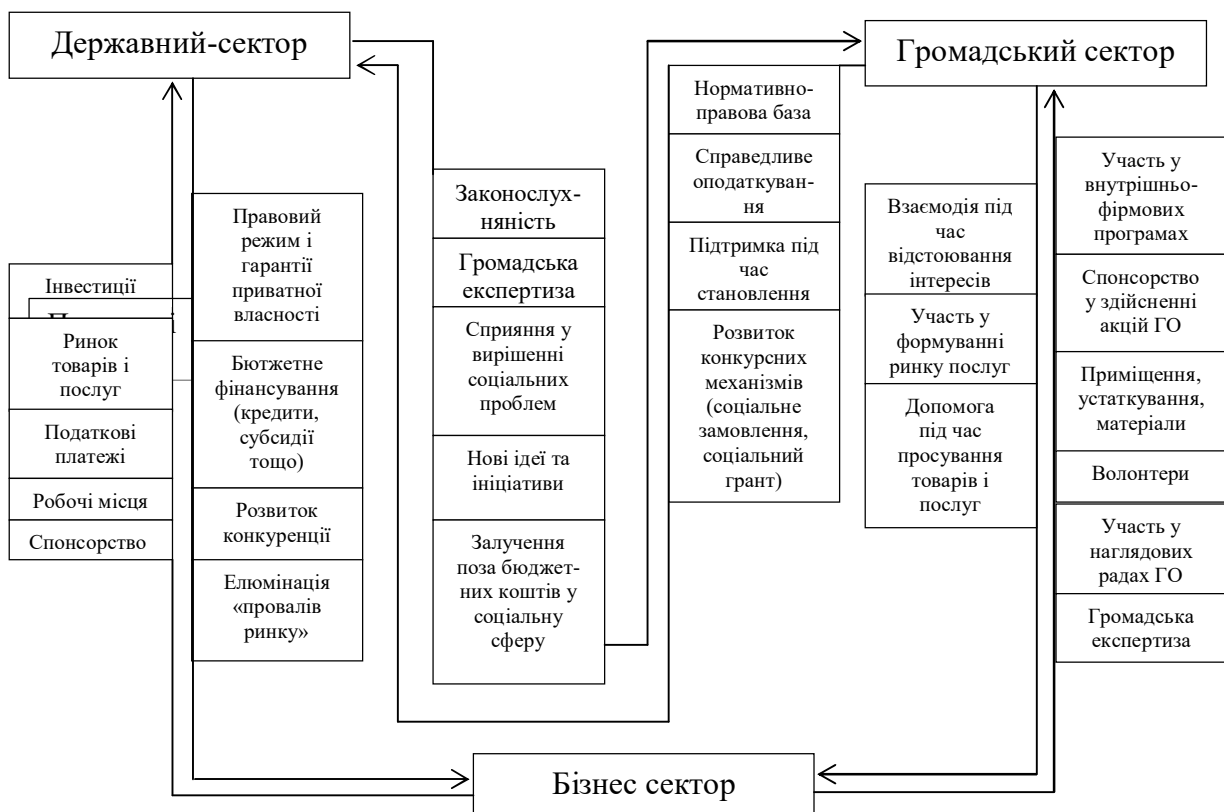 Державний-сектор
Громадський сектор
Інвестиції
Ринок
товарів і
послуг
Податкові
платежі
Робочі місця
Спонсорство
Правовий
режим і
гарантії
приватної
власності
Бютжетне
фінансування
(кредити,
субсидії
тощо)
Розвиток
конкуренції
Елюмінація
«провалів
ринку»
Законослух-
няність
Громадська
експертиза
Сприяння у
вирішенні
соціальних
проблем
Нові ідеї та
ініціативи
Залучення
поза бюджет-
них коштів у
соціальну
сферу
Нормативно-
правова база
Справедливе
оподаткуван-
ня
Підтримка під
час
становлення
Розвиток
конкурсних
механізмів
(соціальне
замовлення,
соціальний
грант)
Взаємодія під
час
відстоювання
інтересів
Участь у
формуванні
ринку послуг
Допомога
під час
просування
товарів і
послуг
Участь у
внутрішньо-
фірмових
програмах
Спонсорство
у здійсненні
акцій ГО
Приміщення,
устаткування,
матеріали
Волонтери
Участь у
наглядових
радах ГО
Громадська
експертиза
Бізнес сектор